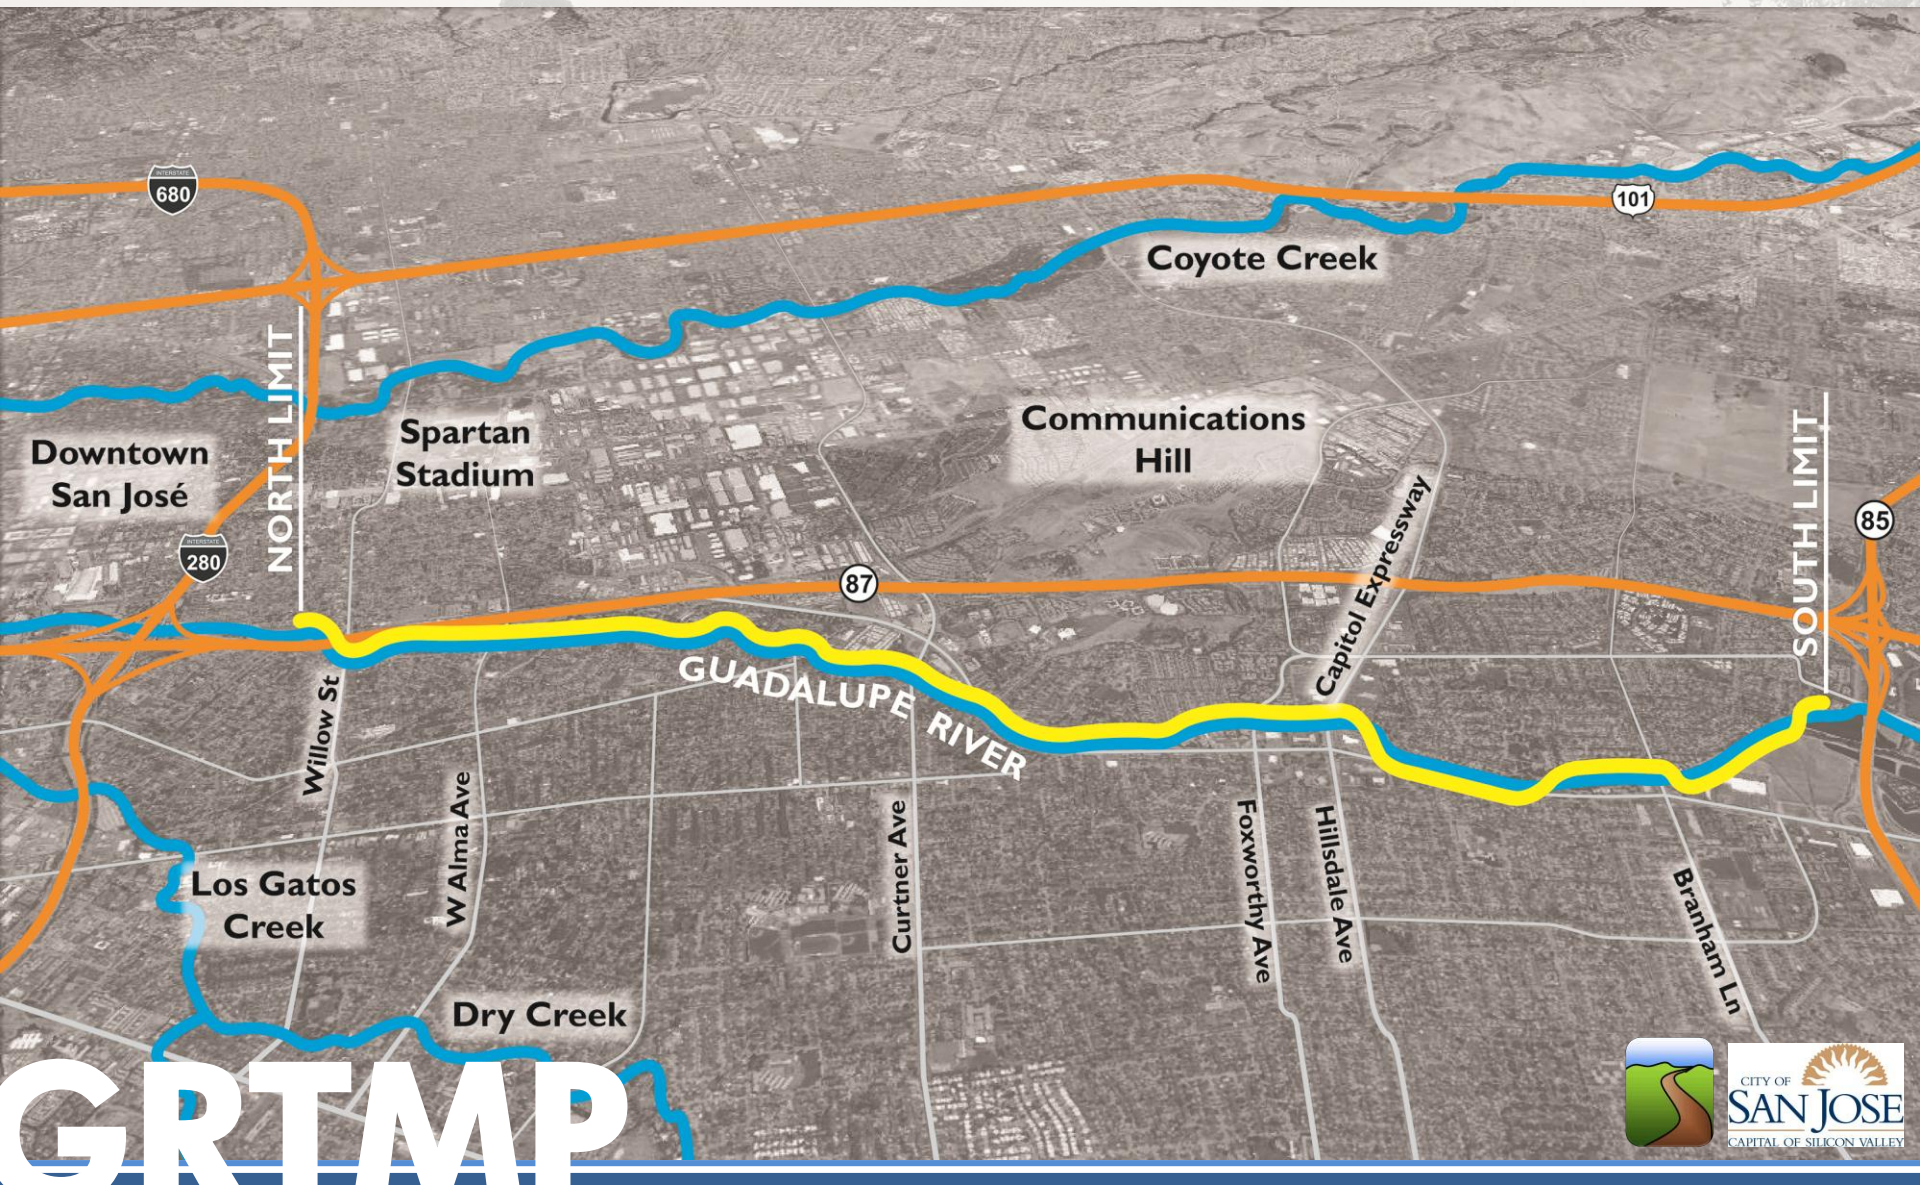 INTERSTATE
680
101
Coyote Creek
NORTH LIMIT
Downtown
San José
Spartan
Stadium
Communications
Hill
SOUTH LIMIT
85
INTERSTATE
280
87
Capitol Expressway
GUADALUPE RIVER
Willow St
W Alma Ave
Curtner Ave
Foxworthy Ave
Hillsdale Ave
Branham Ln
Los Gatos
Creek
Dry Creek
GRTMP
CITY OF
SAN JOSE
CAPITAL OF SILICON VALLEY